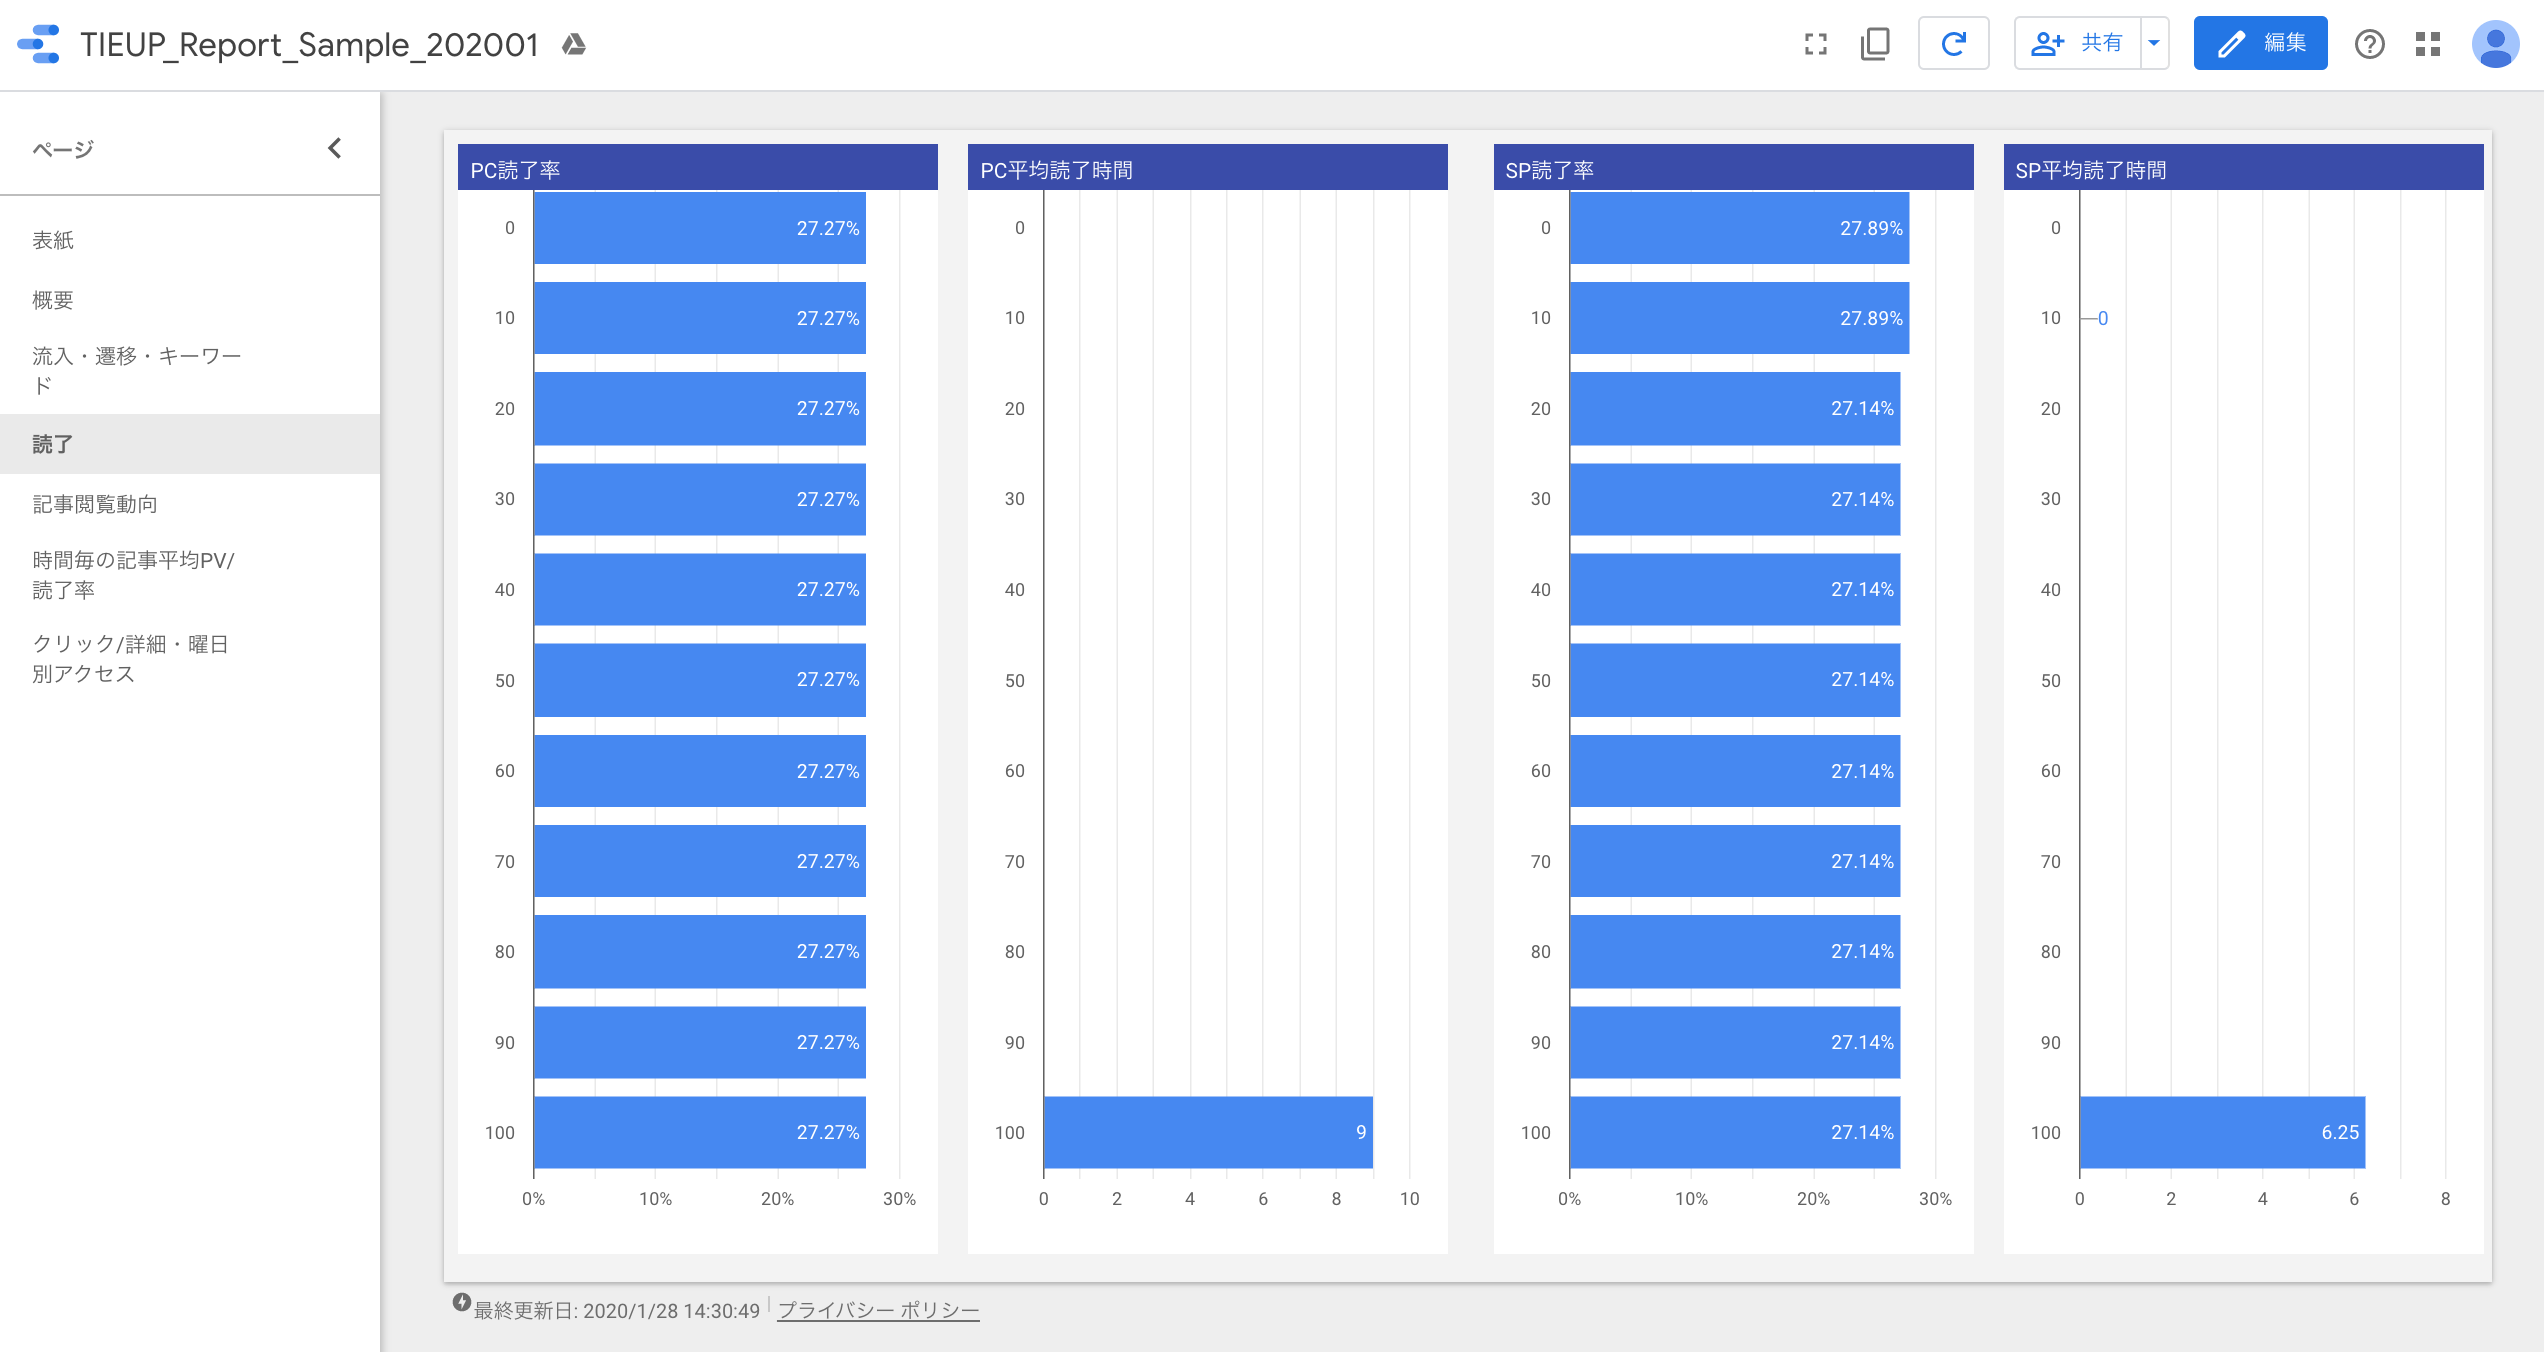 TIEUP_Report_Sample_202001
共有
編集
ページ
表紙
概要
流入・遷移・キーワー
ド
読了
記事閲覧動向
時間毎の記事平均PV/
読了率
クリック/詳細・曜日
別アクセス
PC読了率
0 27.27%
10 27.27%
20 27.27%
30 27.27%
40 27.27%
50 27.27%
60 27.27%
70 27.27%
80 27.27%
90 27.27%
100 27.27%
0% 10% 20% 30%
PC平均読了時間
0
10
20
30
40
50
60
70
80
90
100 9
0 2 4 6 8 10
SP読了率
0 27.89%
10 27.89%
20 27.14%
30 27.14%
40 27.14%
50 27.14%
60 27.14%
70 27.14%
80 27.14%
90 27.14%
100 27.14%
0% 10% 20% 30%
SP平均読了時間
0
10 0
20
30
40
50
60
70
80
90
100 6.25
0 2 4 6 8
最終更新日: 2020/1/28 14:30:49 プライバシー ポリシー